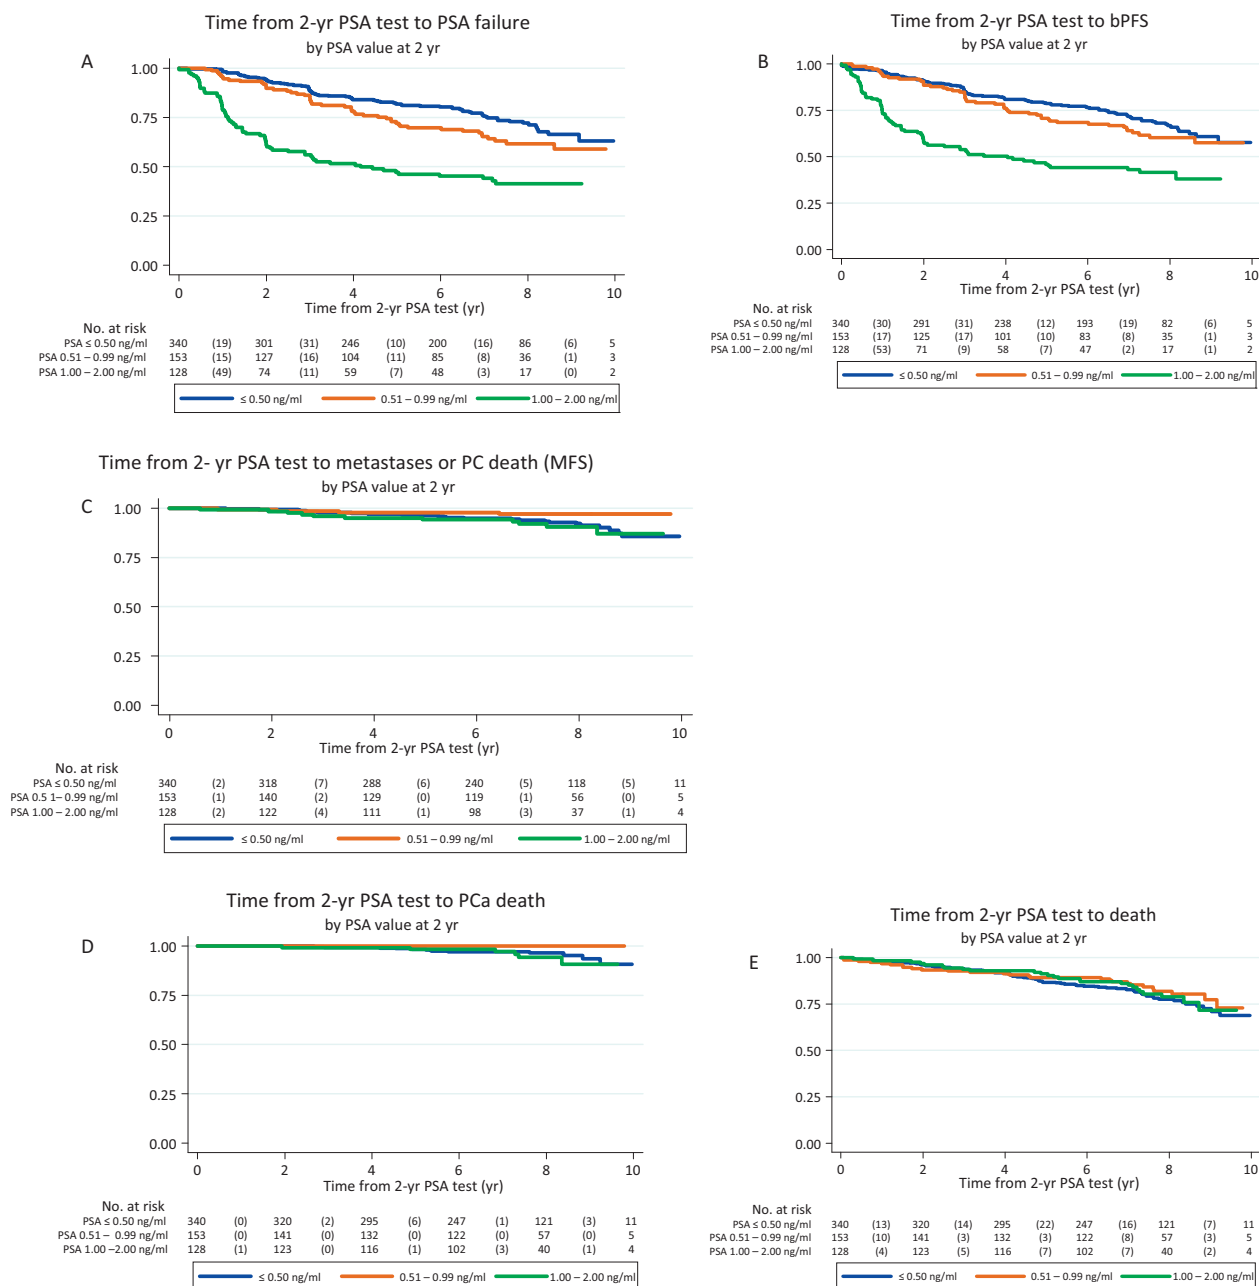 Time from 2-yr PSA test to PSA failure
by PSA value at 2 yr
A
1.00
0.75
0.50
0.25
0.00
0 2 4 6 8 10
Time from 2-yr PSA test (yr)
No. at risk
PSA ≤ 0.50 ng/ml 340 (19) 301 (31) 246 (10) 200 (16) 86 (6) 5
PSA 0.51 – 0.99 ng/ml 153 (15) 127 (16) 104 (11) 85 (8) 36 (1) 3
PSA 1.00 – 2.00 ng/ml 128 (49) 74 (11) 59 (7) 48 (3) 17 (0) 2
≤ 0.50 ng/ml 0.51 – 0.99 ng/ml 1.00 – 2.00 ng/ml
Time from 2-yr PSA test to bPFS
by PSA value at 2 yr
B
1.00
0.75
0.50
0.25
0.00
0 2 4 6 8 10
Time from 2-yr PSA test (yr)
No. at risk
PSA ≤ 0.50 ng/ml 340 (30) 291 (31) 238 (12) 193 (19) 82 (6) 5
PSA 0.51 – 0.99 ng/ml 153 (17) 125 (17) 101 (10) 83 (8) 35 (1) 3
PSA 1.00 – 2.00 ng/ml 128 (53) 71 (9) 58 (7) 47 (2) 17 (1) 2
≤ 0.50 ng/ml 0.51 – 0.99 ng/ml 1.00 – 2.00 ng/ml
Time from 2- yr PSA test to metastases or PC death (MFS)
by PSA value at 2 yr
C
1.00
0.75
0.50
0.25
0.00
0 2 4 6 8 10
Time from 2-yr PSA test (yr)
No. at risk
PSA ≤ 0.50 ng/ml 340 (2) 318 (7) 288 (6) 240 (5) 118 (5) 11
PSA 0.5 1– 0.99 ng/ml 153 (1) 140 (2) 129 (0) 119 (1) 56 (0) 5
PSA 1.00 – 2.00 ng/ml 128 (2) 122 (4) 111 (1) 98 (3) 37 (1) 4
≤ 0.50 ng/ml 0.51 – 0.99 ng/ml 1.00 – 2.00 ng/ml
Time from 2-yr PSA test to PCa death
by PSA value at 2 yr
D
1.00
0.75
0.50
0.25
0.00
0 2 4 6 8 10
Time from 2-yr PSA test (yr)
No. at risk
PSA ≤ 0.50 ng/ml 340 (0) 320 (2) 295 (6) 247 (1) 121 (3) 11
PSA 0.51 – 0.99 ng/ml 153 (0) 141 (0) 132 (0) 122 (0) 57 (0) 5
PSA 1.00 –2.00 ng/ml 128 (1) 123 (0) 116 (1) 102 (3) 40 (1) 4
≤ 0.50 ng/ml 0.51 – 0.99 ng/ml 1.00 – 2.00 ng/ml
Time from 2-yr PSA test to death
by PSA value at 2 yr
E
1.00
0.75
0.50
0.25
0.00
0 2 4 6 8 10
Time from 2-yr PSA test (yr)
No. at risk
PSA ≤ 0.50 ng/ml 340 (13) 320 (14) 295 (22) 247 (16) 121 (7) 11
PSA 0.51 – 0.99 ng/ml 153 (10) 141 (3) 132 (3) 122 (8) 57 (3) 5
PSA 1.00 – 2.00 ng/ml 128 (4) 123 (5) 116 (7) 102 (7) 40 (2) 4
≤ 0.50 ng/ml 0.51 – 0.99 ng/ml 1.00 – 2.00 ng/ml